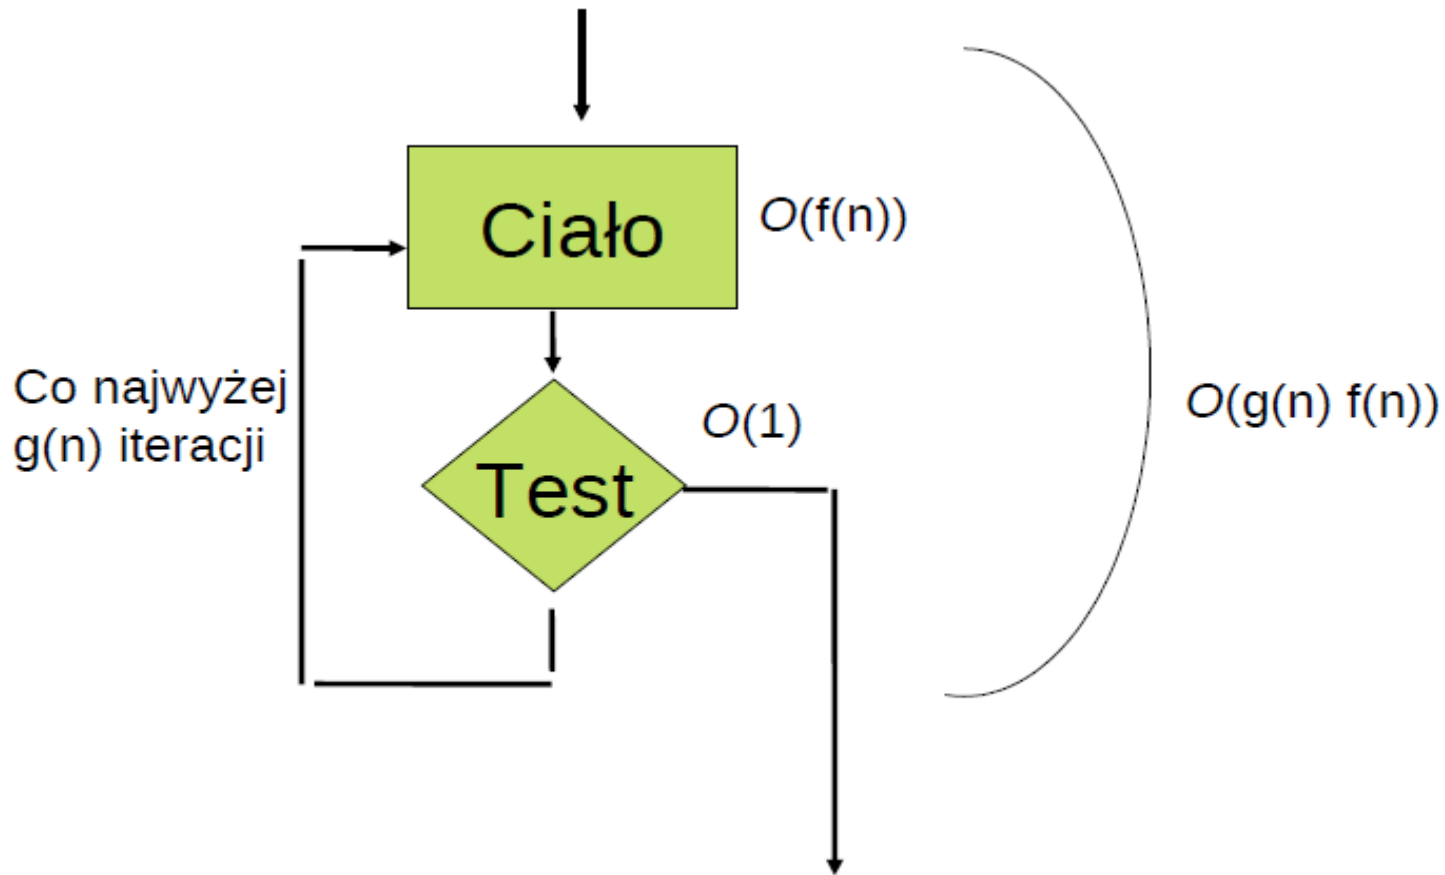 Ciało
O(f(n))
Co najwyżej
g(n) iteracji
O(1)
Test
O(g(n) f(n))